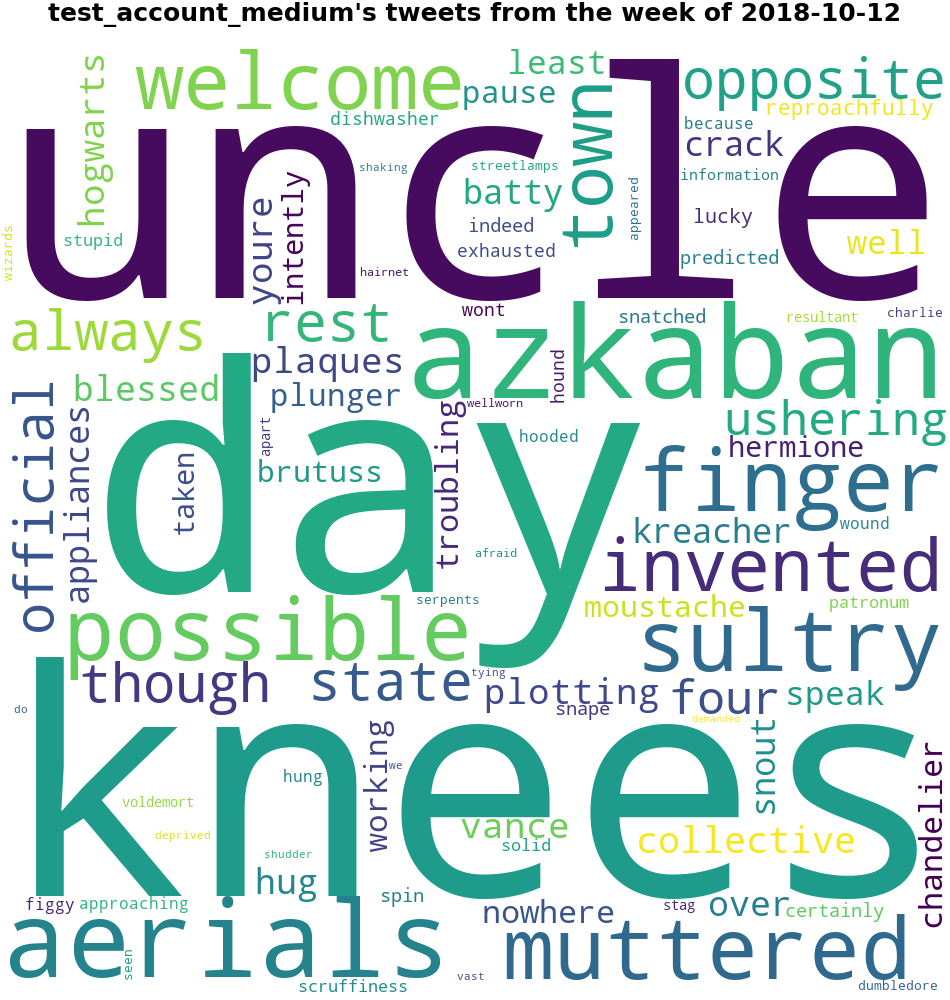 test_account_medium's tweets from the week of 2018-10-12
welcome
least
opposite
hogwarts
pause
town
reproachfully
dishwasher
because
crack
uncle
shaking
streetlamps
information
batty
appeared
youre
intently
lucky
indeed
stupid
well
wizards
exhausted
predicted
hairnet
wont
snatched
resultant
charlie
always
rest
azkaban
plaques
hound
blessed
plunger
official
appliances
apart
wellworn
ushering
hooded
hermione
day
troubling
taken
brutuss
finger
kreacher
wound
afraid
invented
serpents
moustache
patronum
possible
sultry
though
state
tying
plotting
snape
four
speak
do
demanded
knees
working
we
snout
hung
chandelier
voldemort
deprived
vance
solid
collective
shudder
hug
spin
figgy
approaching
nowhere
stag
over
certainly
aerials
muttered
seen
vast
scruffiness
dumbledore